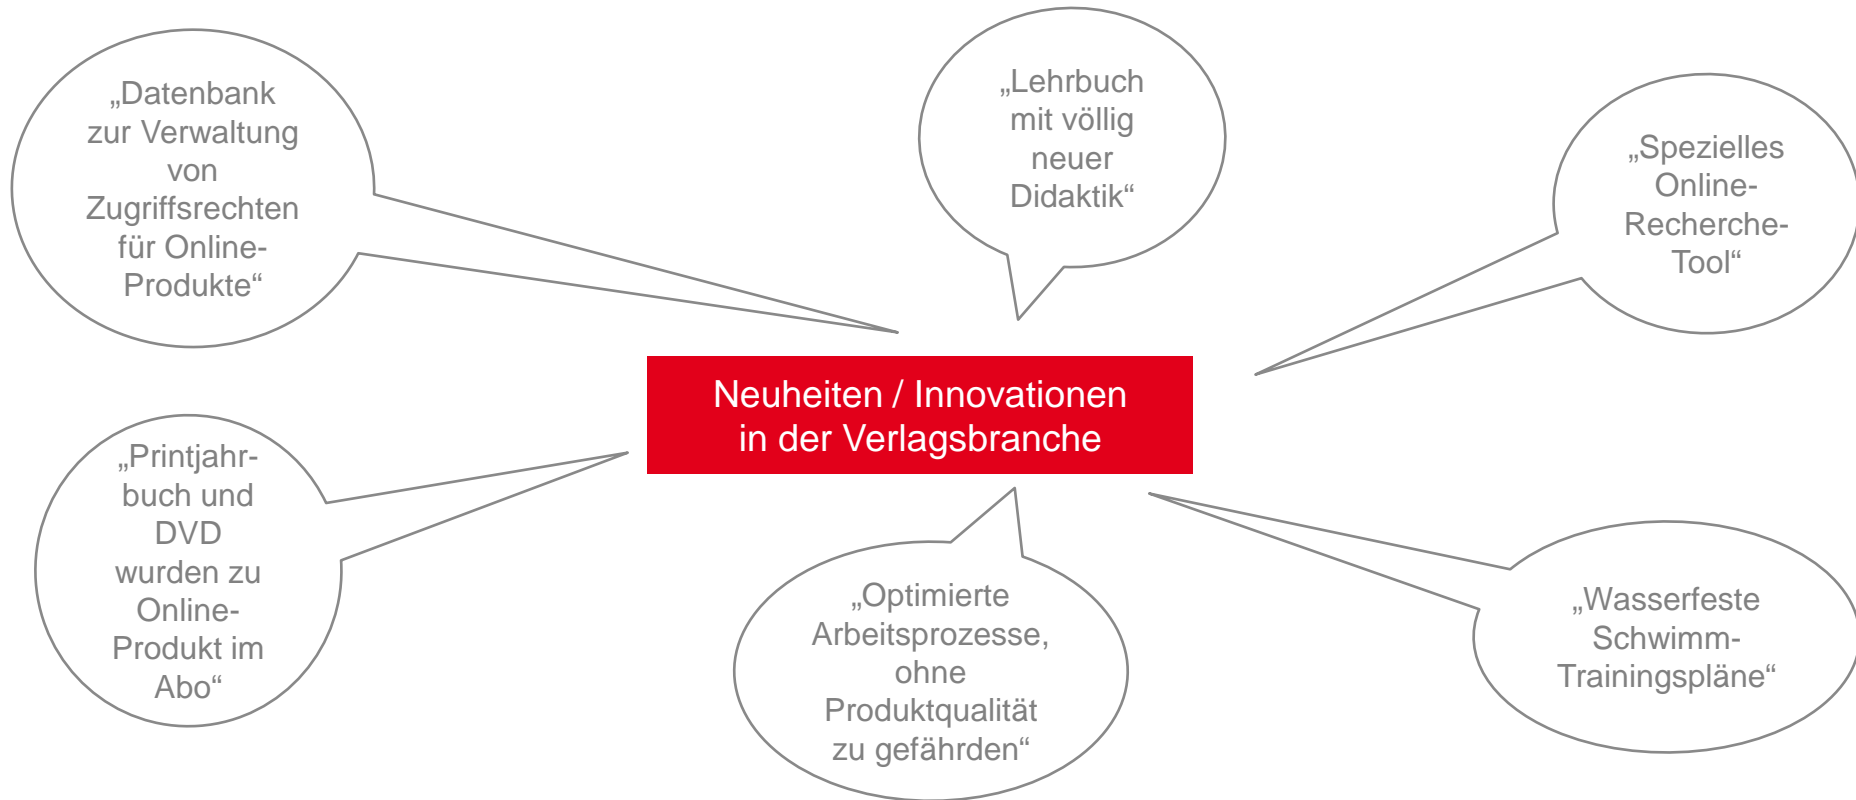 „Datenbank
zur Verwaltung
von
Zugriffsrechten
für Online-
Produkte“
„Lehrbuch
mit völlig
neuer
Didaktik“
„Spezielles
Online-
Recherche-
Tool“
Neuheiten / Innovationen
in der Verlagsbranche
„Printjahr-
buch und
DVD
wurden zu
Online-
Produkt im
Abo“
„Optimierte
Arbeitsprozesse,
ohne
Produktqualität
zu gefährden“
„Wasserfeste
Schwimm-
Trainingspläne“